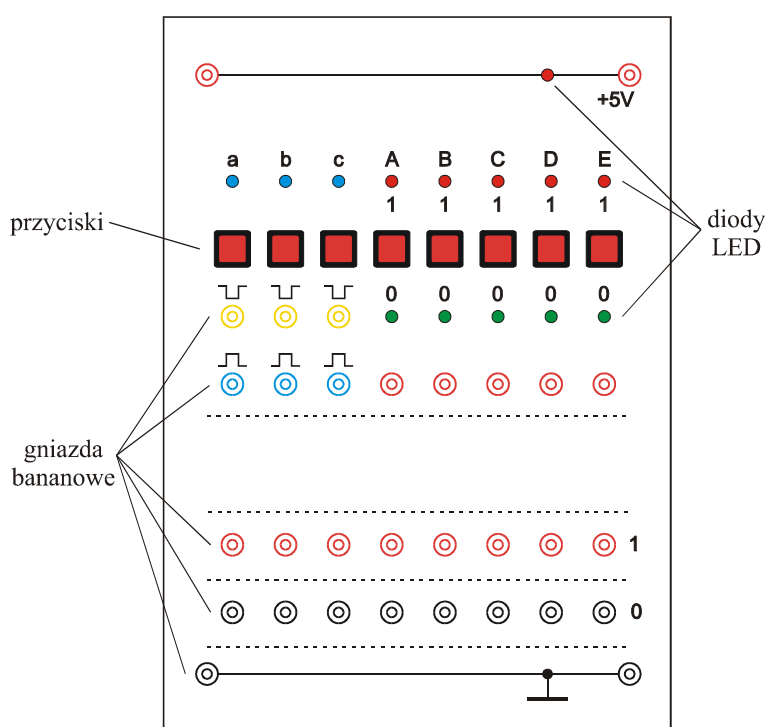 +5V
a b c A B C D E
1 1 1 1 1
przyciski
diody
LED
0 0 0 0 0
gniazda
bananowe
1
0